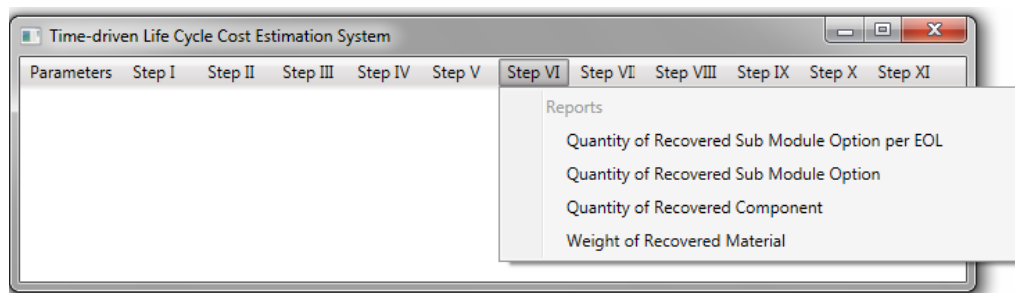 Time-driven Life Cycle Cost Estimation System
Parameters Step I Step II Step III Step IV Step V Step VI Step VII Step VIII Step IX Step X Step XI
Reports
Quantity of Recovered Sub Module Option per EOL
Quantity of Recovered Sub Module Option
Quantity of Recovered Component
Weight of Recovered Material